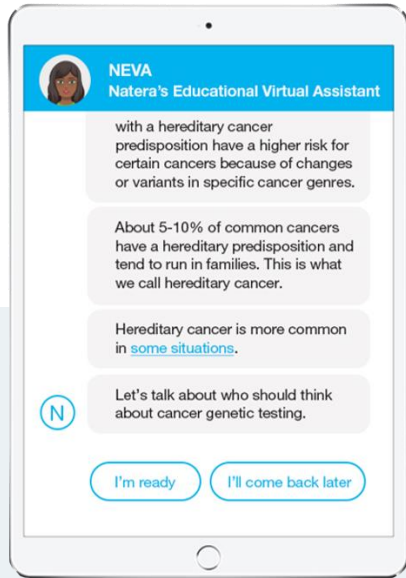 NEVA
Natera's Educational Virtual Assistant
with a hereditary cancer
predisposition have a higher risk for
certain cancers because of changes
or variants in specific cancer genres.
About 5-10% of common cancers
have a hereditary predisposition and
tend to run in families. This is what
we call hereditary cancer.
Hereditary cancer is more common
in some situations.
Let's talk about who should think
about cancer genetic testing.
N
I'm ready
I'll come back later